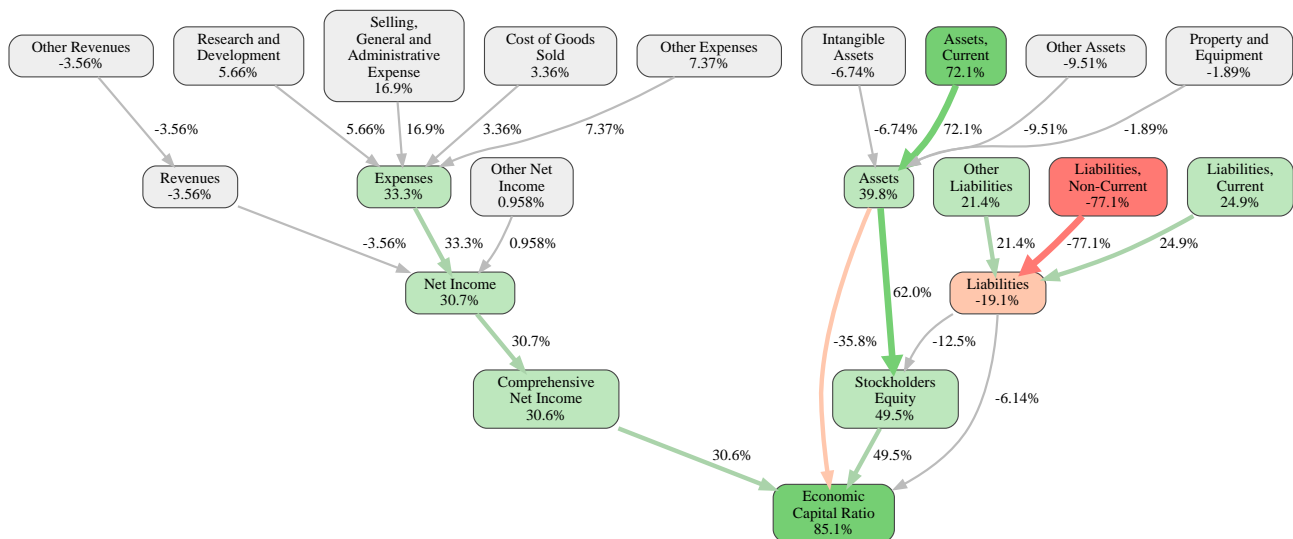 Other Revenues
-3.56%
Research and
Development
5.66%
Selling,
General and
Administrative
Expense
16.9%
Cost of Goods
Sold
3.36%
Other Expenses
7.37%
Intangible
Assets
-6.74%
Assets,
Current
72.1%
Other Assets
-9.51%
Property and
Equipment
-1.89%
-3.56%
5.66%
16.9%
3.36%
7.37%
-6.74%
72.1%
-9.51%
-1.89%
Revenues
-3.56%
Expenses
33.3%
Other Net
Income
0.958%
Assets
39.8%
Other
Liabilities
21.4%
Liabilities,
Non-Current
-77.1%
Liabilities,
Current
24.9%
-3.56%
33.3%
0.958%
21.4%
-77.1%
24.9%
Net Income
30.7%
62.0%
Liabilities
-19.1%
30.7%
-35.8%
-12.5%
Comprehensive
Net Income
30.6%
Stockholders
Equity
49.5%
-6.14%
30.6%
49.5%
Economic
Capital Ratio
85.1%